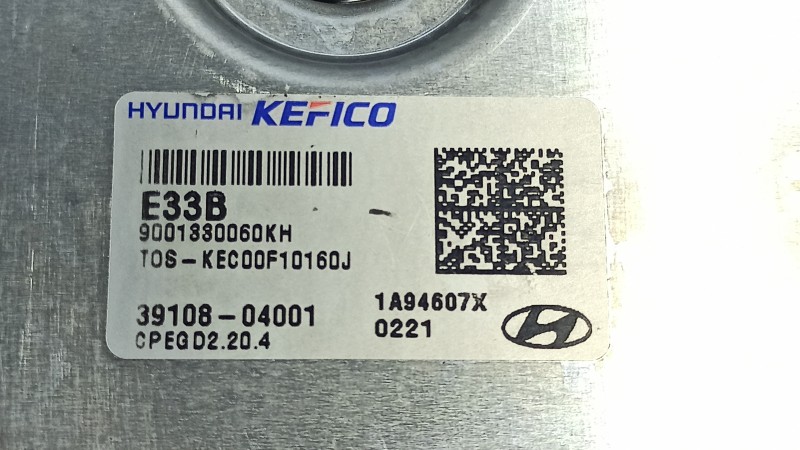 HYUNDAI KEFICO
E33B
9001330060KH
TOS-KEC00F10160J
39108-04001
CPEGD2.20.4
1A94607X
0221